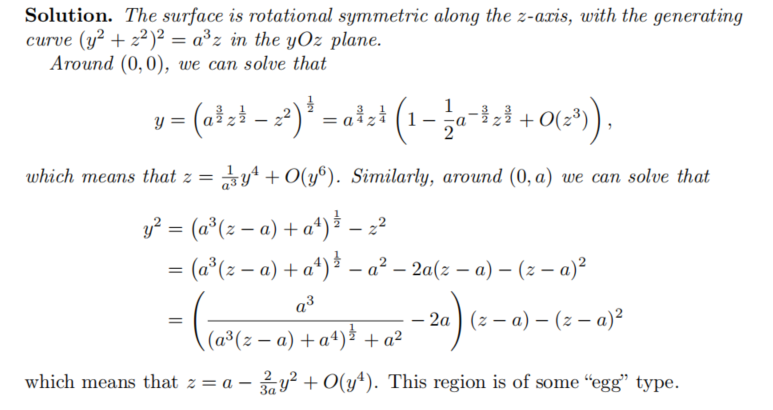 Solution. The surface is rotational symmetric along the z-axis, with the generating
curve (y² + z²)² = a³z in the yOz plane.
Around (0, 0), we can solve that
y = (a^{3/2} z^{1/2} − z²)^{1/2} = a^{3/4} z^{1/4} (1 − \frac{1}{2} a^{−3/2} z^{3/2} + O(z³)),
which means that z = \frac{1}{a³} y⁴ + O(y⁶). Similarly, around (0, a) we can solve that
y² = (a³(z − a) + a⁴)^{1/2} − z²
= (a³(z − a) + a⁴)^{1/2} − a² − 2a(z − a) − (z − a)²
= (\frac{a³}{(a³(z − a) + a⁴)^{1/2} + a²} − 2a) (z − a) − (z − a)²
which means that z = a − \frac{2}{3a} y² + O(y⁴). This region is of some “egg” type.